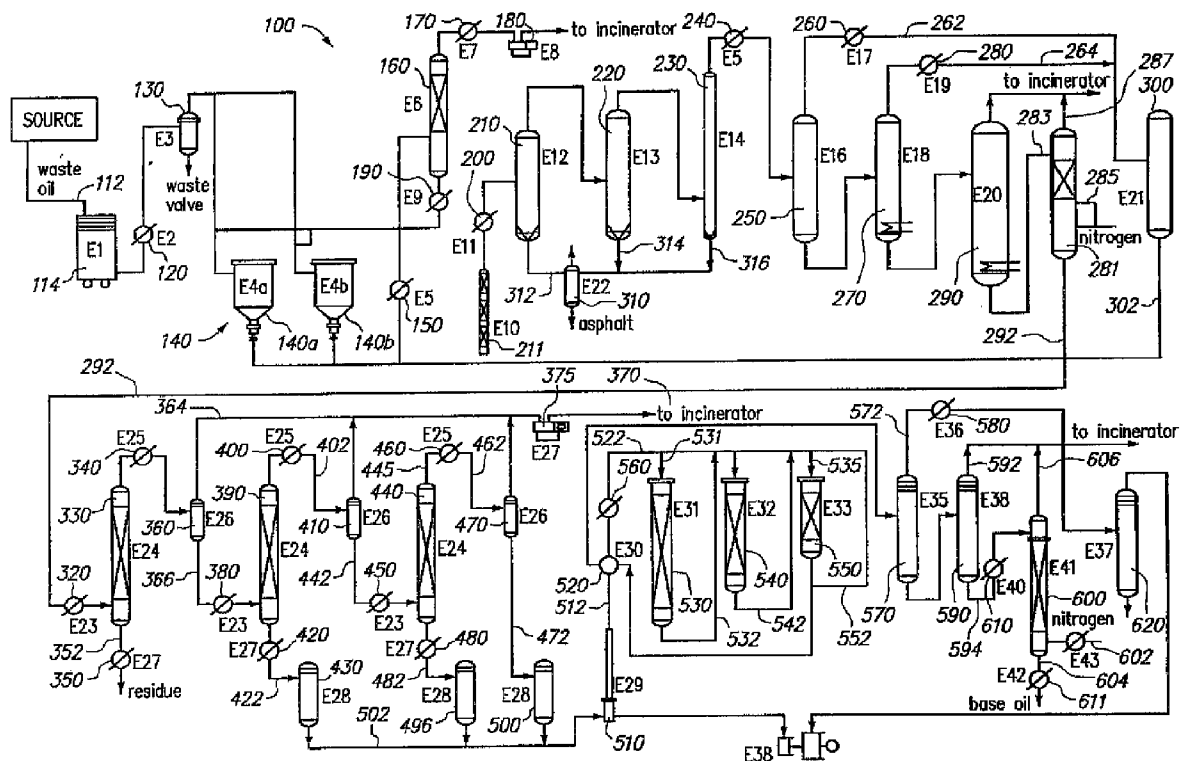 100
170
180
to incinerator
E7
E8
240
E5
260
E17
262
280
E19
264
to incinerator
287
300
130
SOURCE
160
E6
220
230
210
E12
E13
E14
E3
283
waste
oil
112
waste
valve
190
E9
200
E16
E18
E20
285
E21
E1
E2
E11
250
nitrogen
114
120
314
316
270
290
281
E4a
E4b
E5
312
E22
310
302
140
140a
140b
150
E10
211
asphalt
292
292
364
375
370
to incinerator
E27
572
580
E36
to incinerator
E25
340
E25
400
402
E25
460
462
445
522
531
560
535
592
606
330
390
440
E31
E32
E33
E35
E38
E26
360
E24
E26
410
E24
E26
470
E24
E30
520
550
E40
E41
E37
366
380
442
450
512
530
540
570
590
600
320
E23
E23
E23
532
542
552
594
610
nitrogen
620
352
E27
420
E27
480
472
E43
602
350
E27
430
482
E29
E42
604
residue
422
E28
E28
E28
611
base oil
502
496
500
510
E38